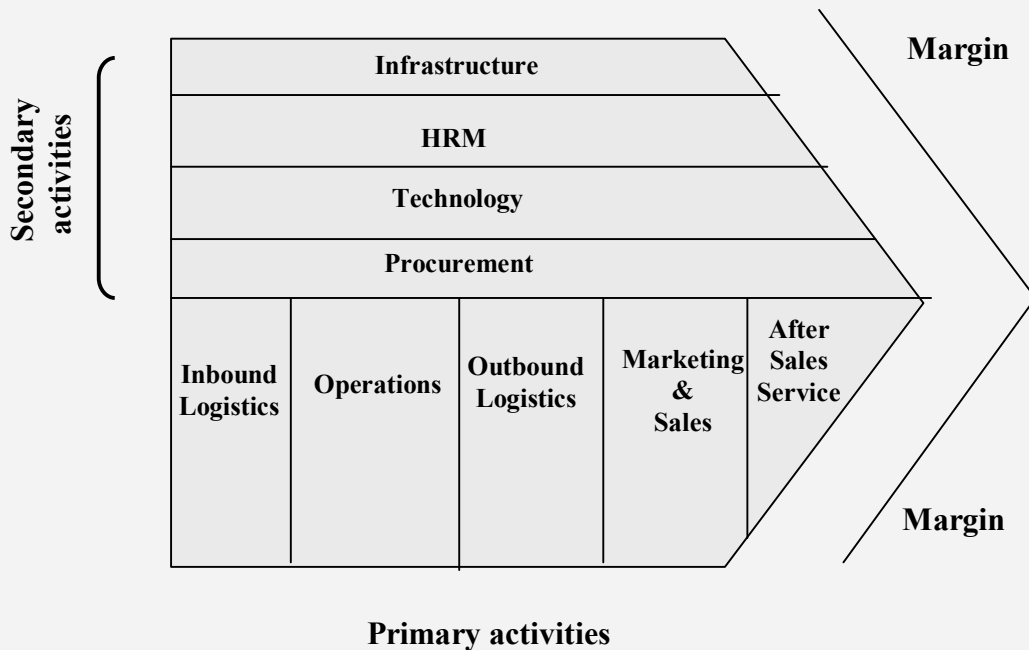 Margin
Infrastructure
Secondary
activities
HRM
Technology
Procurement
Inbound
Logistics
Operations
Outbound
Logistics
Marketing
&
Sales
After
Sales
Service
Margin
Primary activities